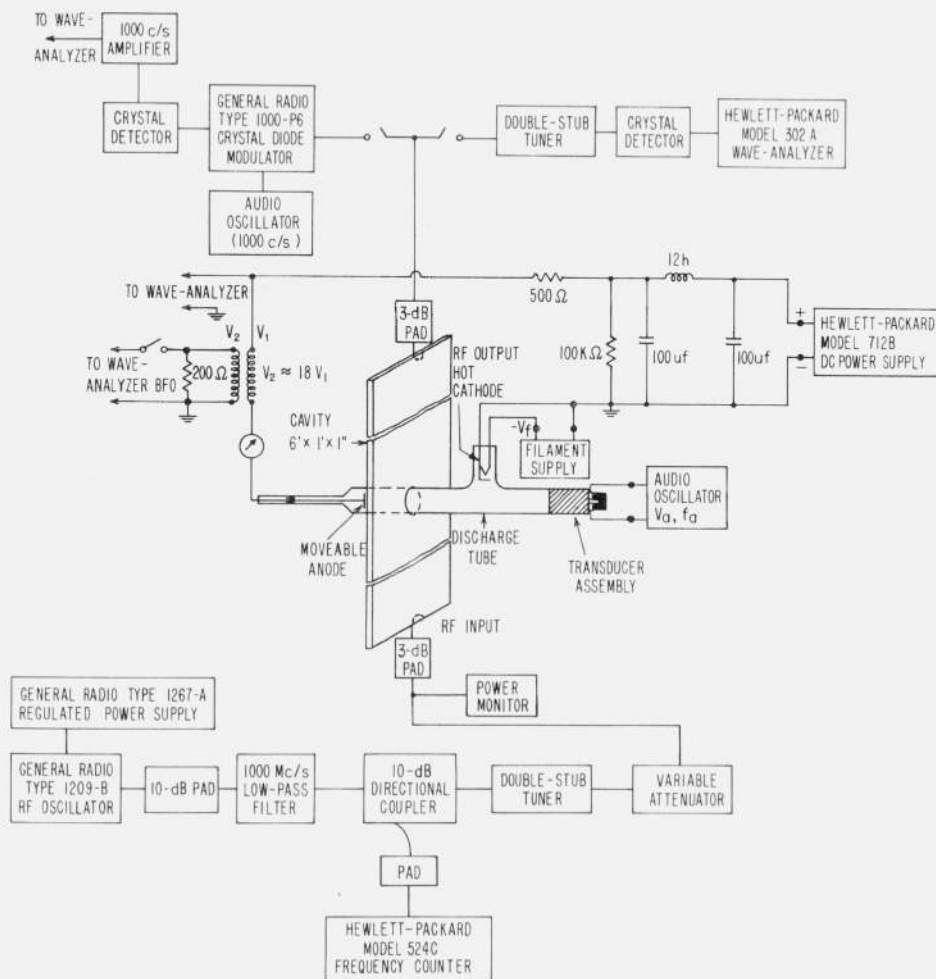 TO WAVE-
ANALYZER
1000 c/s
AMPLIFIER
CRYSTAL
DETECTOR
GENERAL RADIO
TYPE 1000-P6
CRYSTAL DIODE
MODULATOR
AUDIO
OSCILLATOR
(1000 c/s)
DOUBLE-STUB
TUNER
CRYSTAL
DETECTOR
HEWLETT-PACKARD
MODEL 302 A
WAVE-ANALYZER
TO WAVE-ANALYZER
V2
V1
TO WAVE-
ANALYZER BFO
200 Ω
V2 ≈ 18 V1
3-dB
PAD
RF OUTPUT
HOT
CATHODE
500 Ω
12h
100K Ω
100 uf
100uf
+
−
HEWLETT-PACKARD
MODEL 712B
DC POWER SUPPLY
CAVITY
6'x 1'x 1"
-Vf
FILAMENT
SUPPLY
AUDIO
OSCILLATOR
Va, fa
MOVEABLE
ANODE
DISCHARGE
TUBE
TRANSDUCER
ASSEMBLY
RF INPUT
3-dB
PAD
POWER
MONITOR
GENERAL RADIO TYPE 1267-A
REGULATED POWER SUPPLY
GENERAL RADIO
TYPE 1209-B
RF OSCILLATOR
10-dB PAD
1000 Mc/s
LOW-PASS
FILTER
10-dB
DIRECTIONAL
COUPLER
DOUBLE-STUB
TUNER
VARIABLE
ATTENUATOR
PAD
HEWLETT-PACKARD
MODEL 524C
FREQUENCY COUNTER